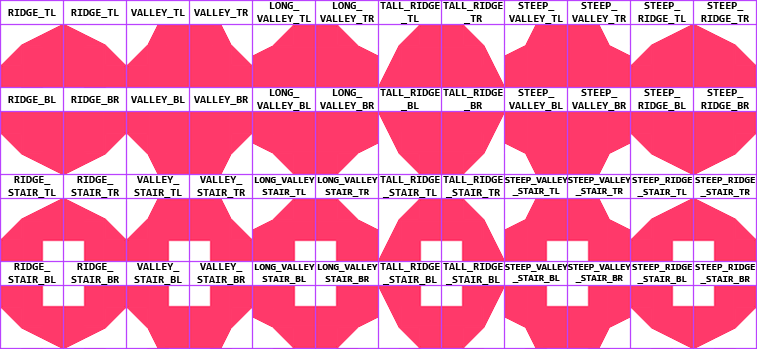 RIDGE_TL RIDGE_TL VALLEY_TL VALLEY_TR LONG_ VALLEY_TL LONG_ VALLEY_TR TALL_RIDGE _TL TALL_RIDGE _TR STEEP_ VALLEY_TL STEEP_ VALLEY_TR STEEP_ RIDGE_TL STEEP_ RIDGE_TR
RIDGE_BL RIDGE_BR VALLEY_BL VALLEY_BR LONG_ VALLEY_BL LONG_ VALLEY_BR TALL_RIDGE _BL TALL_RIDGE _BR STEEP_ VALLEY_BL STEEP_ VALLEY_BR STEEP_ RIDGE_BL STEEP_ RIDGE_BR
RIDGE_ STAIR_TL RIDGE_ STAIR_TR VALLEY_ STAIR_TL VALLEY_ STAIR_TR LONG_VALLEY STAIR_TL LONG_VALLEY STAIR_TR TALL_RIDGE _STAIR_TL TALL_RIDGE _STAIR_TR STEEP_VALLEY _STAIR_TL STEEP_VALLEY _STAIR_TR STEEP_RIDGE _STAIR_TL STEEP_RIDGE _STAIR_TR
RIDGE_ STAIR_BL RIDGE_ STAIR_BR VALLEY_ STAIR_BL VALLEY_ STAIR_BR LONG_VALLEY STAIR_BL LONG_VALLEY STAIR_BR TALL_RIDGE _STAIR_BL TALL_RIDGE _STAIR_BR STEEP_VALLEY _STAIR_BL STEEP_VALLEY _STAIR_BR STEEP_RIDGE _STAIR_BL STEEP_RIDGE _STAIR_BR